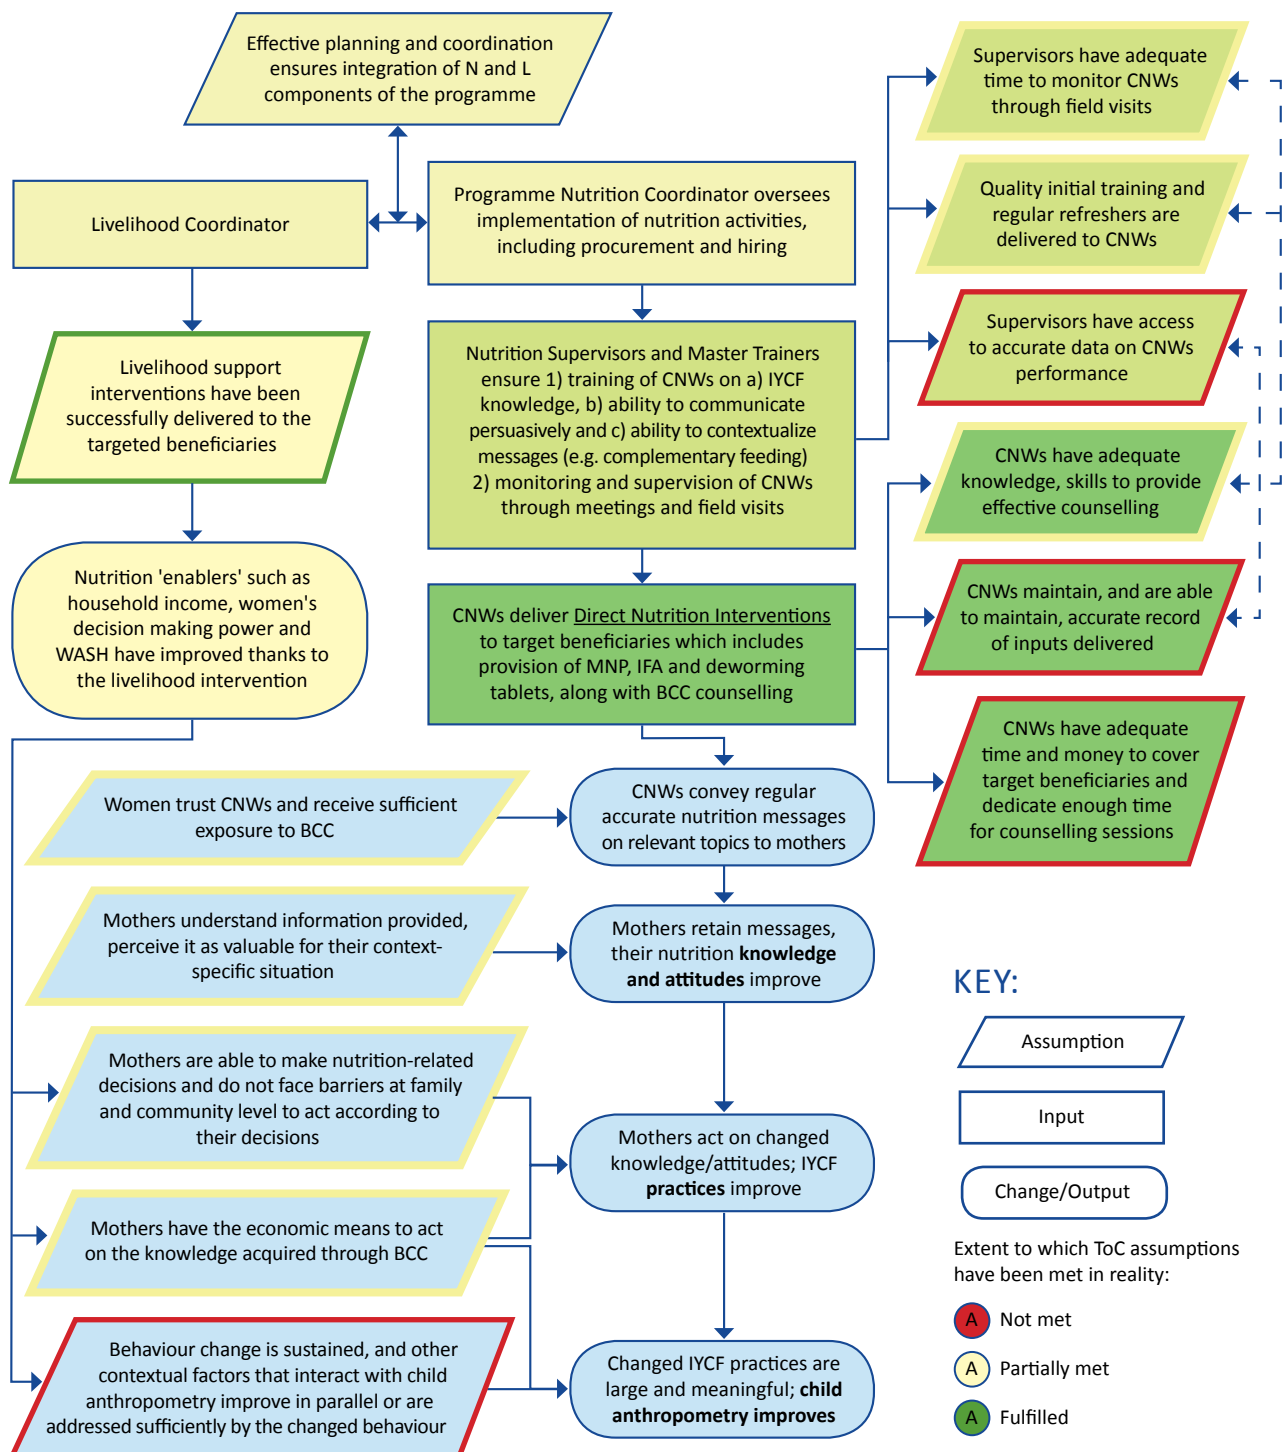 Effective planning and coordination
ensures integration of N and L
components of the programme
Livelihood Coordinator
Programme Nutrition Coordinator oversees
implementation of nutrition activities,
including procurement and hiring
Livelihood support
interventions have been
successfully delivered to the
targeted beneficiaries
Nutrition Supervisors and Master Trainers
ensure 1) training of CNWs on a) IYCF
knowledge, b) ability to communicate
persuasively and c) ability to contextualize
messages (e.g. complementary feeding)
2) monitoring and supervision of CNWs
through meetings and field visits
Nutrition 'enablers' such as
household income, women's
decision making power and
WASH have improved thanks to
the livelihood intervention
CNWs deliver Direct Nutrition Interventions
to target beneficiaries which includes
provision of MNP, IFA and deworming
tablets, along with BCC counselling
Supervisors have adequate
time to monitor CNWs
through field visits
Quality initial training and
regular refreshers are
delivered to CNWs
Supervisors have access
to accurate data on CNWs
performance
CNWs have adequate
knowledge, skills to provide
effective counselling
CNWs maintain, and are able
to maintain, accurate record
of inputs delivered
CNWs have adequate
time and money to cover
target beneficiaries and
dedicate enough time
for counselling sessions
Women trust CNWs and receive sufficient
exposure to BCC
CNWs convey regular
accurate nutrition messages
on relevant topics to mothers
Mothers understand information provided,
perceive it as valuable for their context-
specific situation
Mothers retain messages,
their nutrition knowledge
and attitudes improve
Mothers are able to make nutrition-related
decisions and do not face barriers at family
and community level to act according to
their decisions
Mothers act on changed
knowledge/attitudes; IYCF
practices improve
Mothers have the economic means to act
on the knowledge acquired through BCC
Behaviour change is sustained, and other
contextual factors that interact with child
anthropometry improve in parallel or are
addressed sufficiently by the changed behaviour
Changed IYCF practices are
large and meaningful; child
anthropometry improves
KEY:
Assumption
Input
Change/Output
Extent to which ToC assumptions
have been met in reality:
A Not met
A Partially met
A Fulfilled